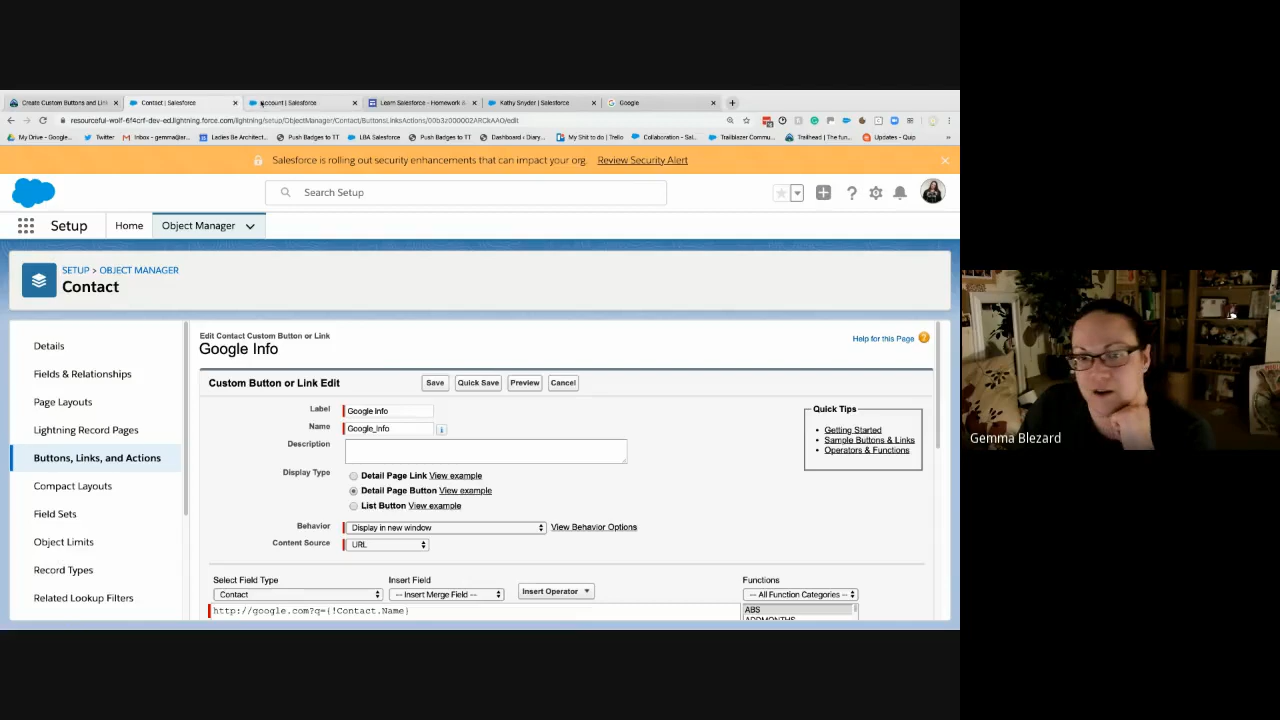 Create Custom Buttons and Lin
Contact | Salesforce
Account | Salesforce
Learn Salesforce - Homework &
Kathy Snyder | Salesforce
Google
resourceful-wolf-6f4crf-dev-ed.lightning.force.com/lightning/setup/ObjectManager/Contact/ButtonsLinksActions/00b3z000002ARCkAAO/edit
My Drive - Google...
Twitter
Inbox - gemma@ar...
Ladies Be Architect...
Push Badges to TT
LBA Salesforce
Push Badges to TT
Dashboard ‹ Diary...
My Shit to do | Trello
Collaboration - Sal...
Trailblazer Commun...
Trailhead | The fun...
Updates - Quip
Salesforce is rolling out security enhancements that can impact your org. Review Security Alert
Search Setup
Setup
Home
Object Manager
SETUP > OBJECT MANAGER
Contact
Details
Fields & Relationships
Page Layouts
Lightning Record Pages
Buttons, Links, and Actions
Compact Layouts
Field Sets
Object Limits
Record Types
Related Lookup Filters
Edit Contact Custom Button or Link
Google Info
Help for this Page
Custom Button or Link Edit
Save
Quick Save
Preview
Cancel
Label
Google Info
Name
Google_Info
Description
Display Type
Detail Page Link View example
Detail Page Button View example
List Button View example
Behavior
Display in new window
View Behavior Options
Content Source
URL
Quick Tips
Getting Started
Sample Buttons & Links
Operators & Functions
Select Field Type
Insert Field
Functions
Contact
-- Insert Merge Field --
Insert Operator
-- All Function Categories --
http://google.com?q={!Contact.Name}
ABS
ADDMONTHS
Gemma Blezard